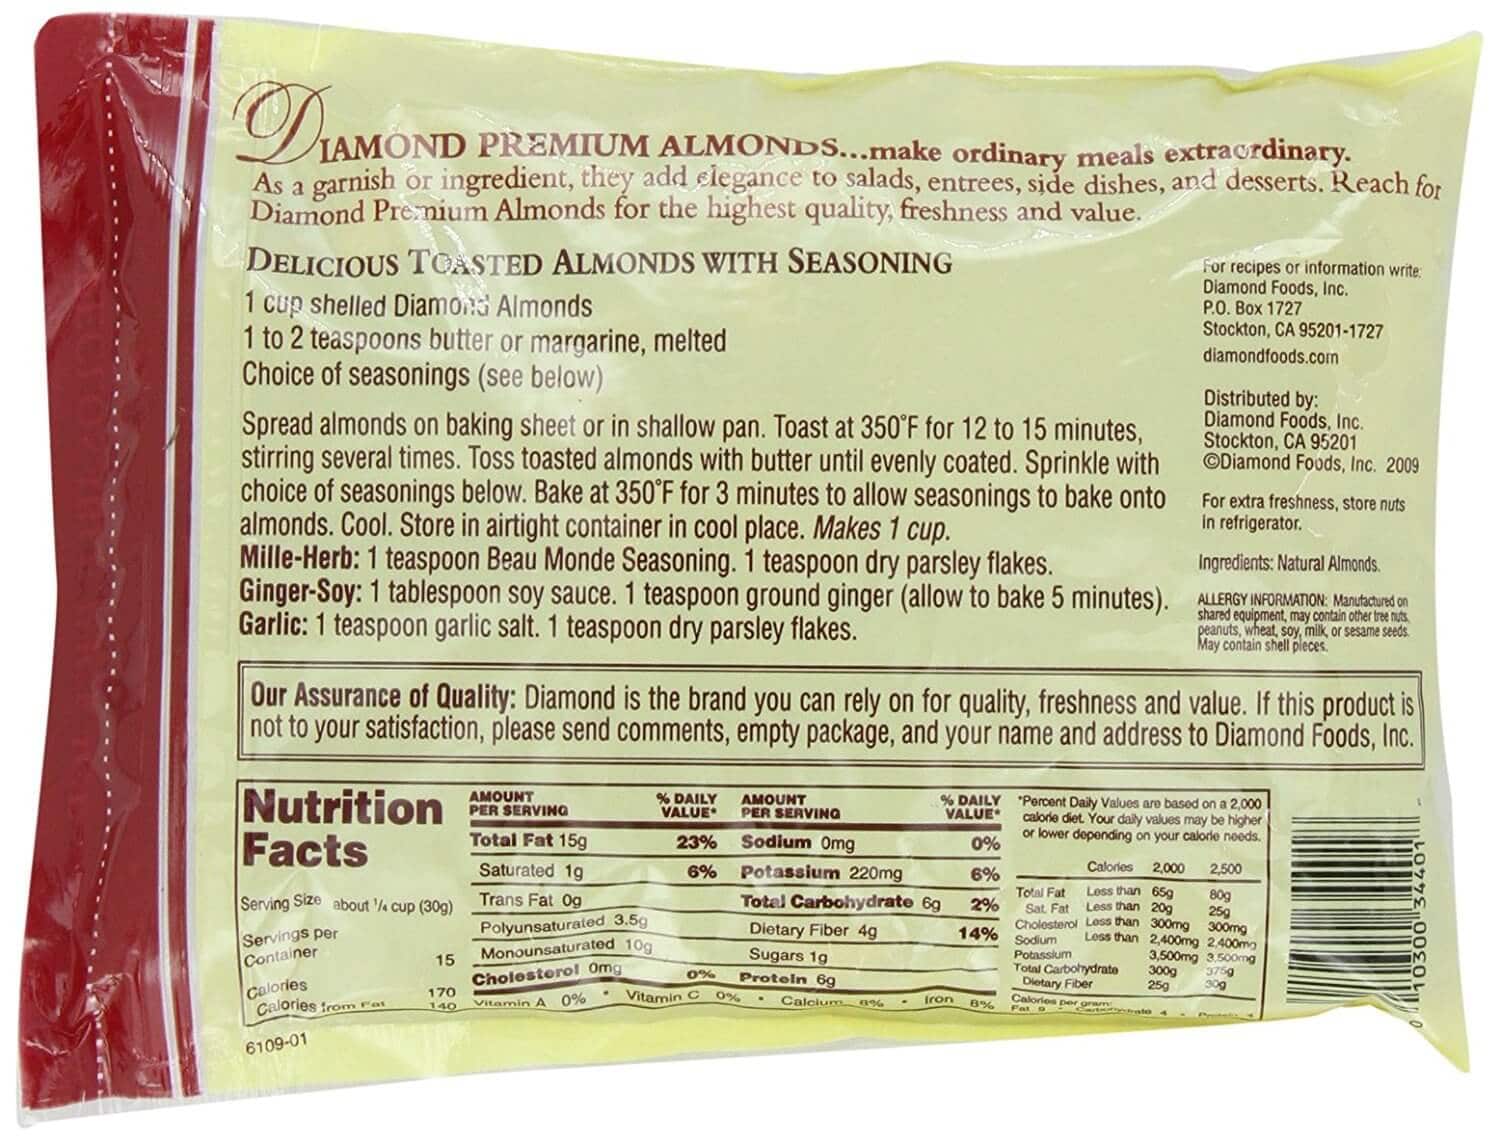 DIAMOND PREMIUM ALMONDS...make ordinary meals extraordinary.
As a garnish or ingredient, they add elegance to salads, entrees, side dishes, and desserts. Reach for
Diamond Premium Almonds for the highest quality, freshness and value.
DELICIOUS TOASTED ALMONDS WITH SEASONING
1 cup shelled Diamond Almonds
1 to 2 teaspoons butter or margarine, melted
Choice of seasonings (see below)
Spread almonds on baking sheet or in shallow pan. Toast at 350°F for 12 to 15 minutes,
stirring several times. Toss toasted almonds with butter until evenly coated. Sprinkle with
choice of seasonings below. Bake at 350°F for 3 minutes to allow seasonings to bake onto
almonds. Cool. Store in airtight container in cool place. Makes 1 cup.
Mille-Herb: 1 teaspoon Beau Monde Seasoning. 1 teaspoon dry parsley flakes.
Ginger-Soy: 1 tablespoon soy sauce. 1 teaspoon ground ginger (allow to bake 5 minutes).
Garlic: 1 teaspoon garlic salt. 1 teaspoon dry parsley flakes.
For recipes or information write:
Diamond Foods, Inc.
P.O. Box 1727
Stockton, CA 95201-1727
diamondfoods.com
Distributed by:
Diamond Foods, Inc.
Stockton, CA 95201
©Diamond Foods, Inc. 2009
For extra freshness, store nuts
in refrigerator.
Ingredients: Natural Almonds.
ALLERGY INFORMATION: Manufactured on
shared equipment, may contain other tree nuts,
peanuts, wheat, soy, milk, or sesame seeds.
May contain shell pieces.
Our Assurance of Quality: Diamond is the brand you can rely on for quality, freshness and value. If this product is
not to your satisfaction, please send comments, empty package, and your name and address to Diamond Foods, Inc.
Nutrition
Facts
Serving Size about 1/4 cup (30g)
Servings per
Container 15
Calories 170
Calories from Fat 140
AMOUNT PER SERVING % DAILY VALUE*
Total Fat 15g 23%
Saturated 1g 6%
Trans Fat 0g
Polyunsaturated 3.5g
Monounsaturated 10g
Cholesterol 0mg 0%
AMOUNT PER SERVING % DAILY VALUE*
Sodium 0mg 0%
Potassium 220mg 6%
Total Carbohydrate 6g 2%
Dietary Fiber 4g 14%
Sugars 1g
Protein 6g
Vitamin A 0% • Vitamin C 0% • Calcium 8% • Iron 8%
*Percent Daily Values are based on a 2,000
calorie diet. Your daily values may be higher
or lower depending on your calorie needs.
Calories 2,000 2,500
Total Fat Less than 65g 80g
Sat. Fat Less than 20g 25g
Cholesterol Less than 300mg 300mg
Sodium Less than 2,400mg 2,400mg
Potassium 3,500mg 3,500mg
Total Carbohydrate 300g 375g
Dietary Fiber 25g 30g
Calories per gram:
Fat 9 • Carbohydrate 4 • Protein 4
0 10300 34401 1
6109-01